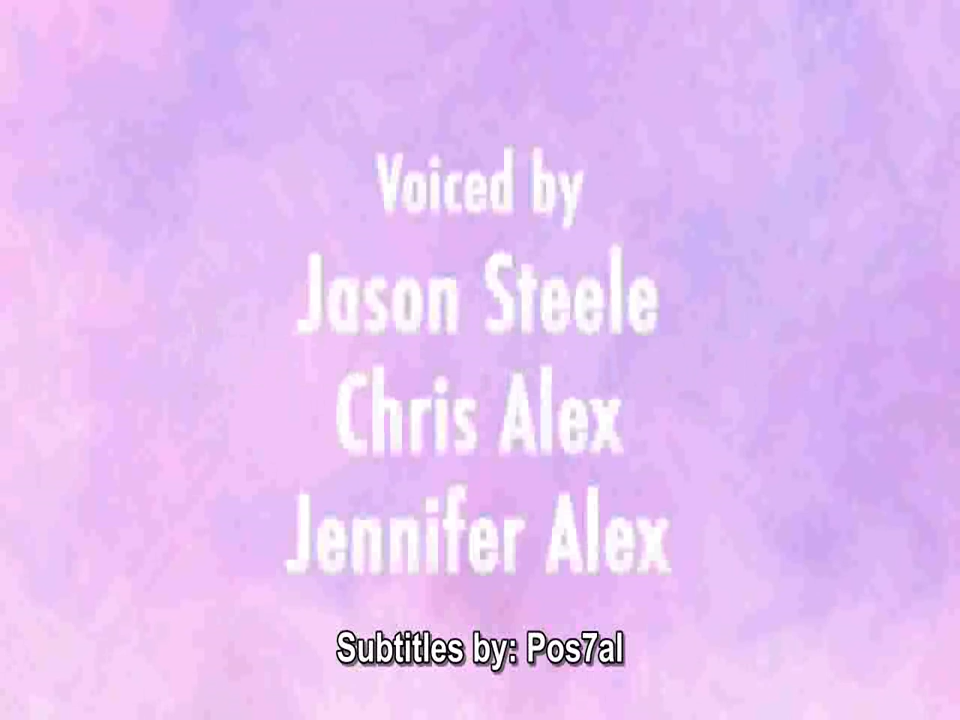 Voiced by
Jason Steele
Chris Alex
Jennifer Alex
Subtitles by: Pos7al